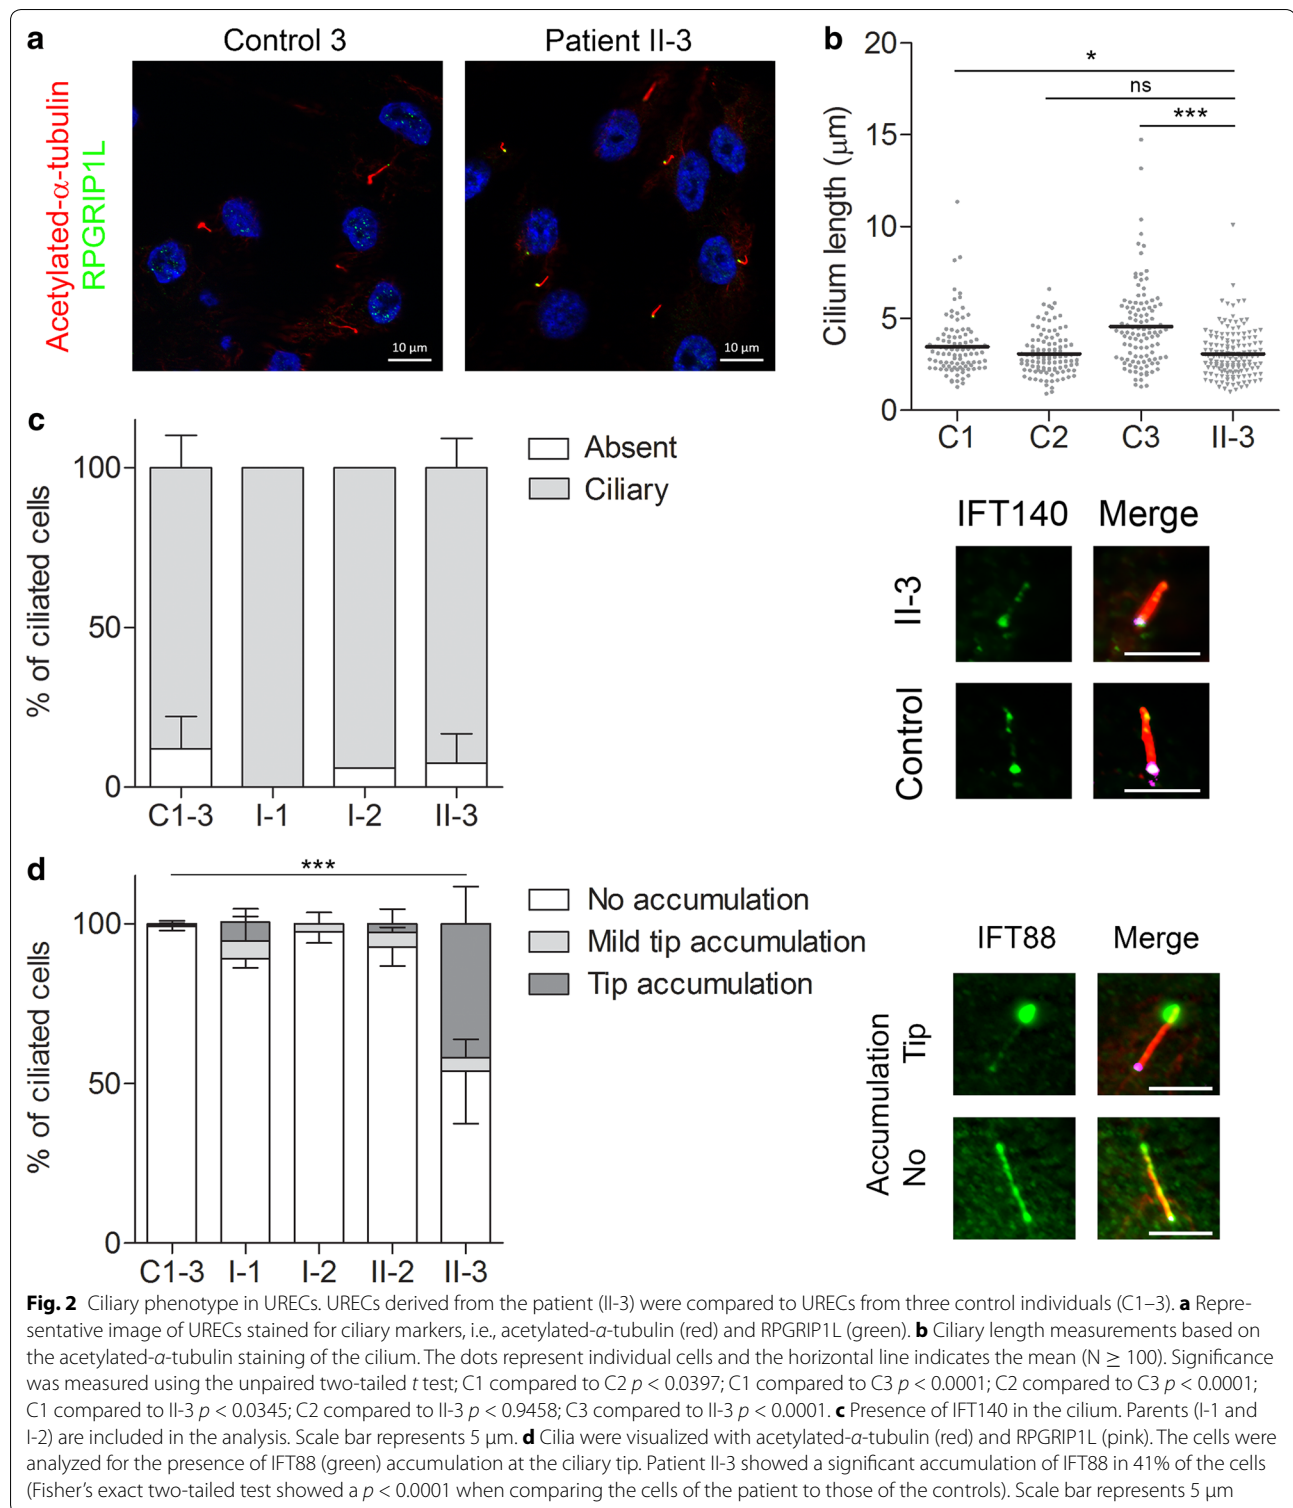 a
Control 3
Patient II-3
Acetylated-α-tubulin
RPGRIP1L
10 µm
10 µm
b
Cilium length (µm)
20
15
10
5
0
*
ns
***
C1
C2
C3
II-3
c
% of ciliated cells
100
50
0
C1-3
I-1
I-2
II-3
Absent
Ciliary
IFT140
Merge
II-3
Control
d
% of ciliated cells
100
50
0
***
C1-3
I-1
I-2
II-2
II-3
No accumulation
Mild tip accumulation
Tip accumulation
IFT88
Merge
Accumulation
Tip
No
Fig. 2 Ciliary phenotype in URECs. URECs derived from the patient (II-3) were compared to URECs from three control individuals (C1–3). a Repre-
sentative image of URECs stained for ciliary markers, i.e., acetylated-α-tubulin (red) and RPGRIP1L (green). b Ciliary length measurements based on
the acetylated-α-tubulin staining of the cilium. The dots represent individual cells and the horizontal line indicates the mean (N ≥ 100). Significance
was measured using the unpaired two-tailed t test; C1 compared to C2 p < 0.0397; C1 compared to C3 p < 0.0001; C2 compared to C3 p < 0.0001;
C1 compared to II-3 p < 0.0345; C2 compared to II-3 p < 0.9458; C3 compared to II-3 p < 0.0001. c Presence of IFT140 in the cilium. Parents (I-1 and
I-2) are included in the analysis. Scale bar represents 5 µm. d Cilia were visualized with acetylated-α-tubulin (red) and RPGRIP1L (pink). The cells were
analyzed for the presence of IFT88 (green) accumulation at the ciliary tip. Patient II-3 showed a significant accumulation of IFT88 in 41% of the cells
(Fisher's exact two-tailed test showed a p < 0.0001 when comparing the cells of the patient to those of the controls). Scale bar represents 5 µm